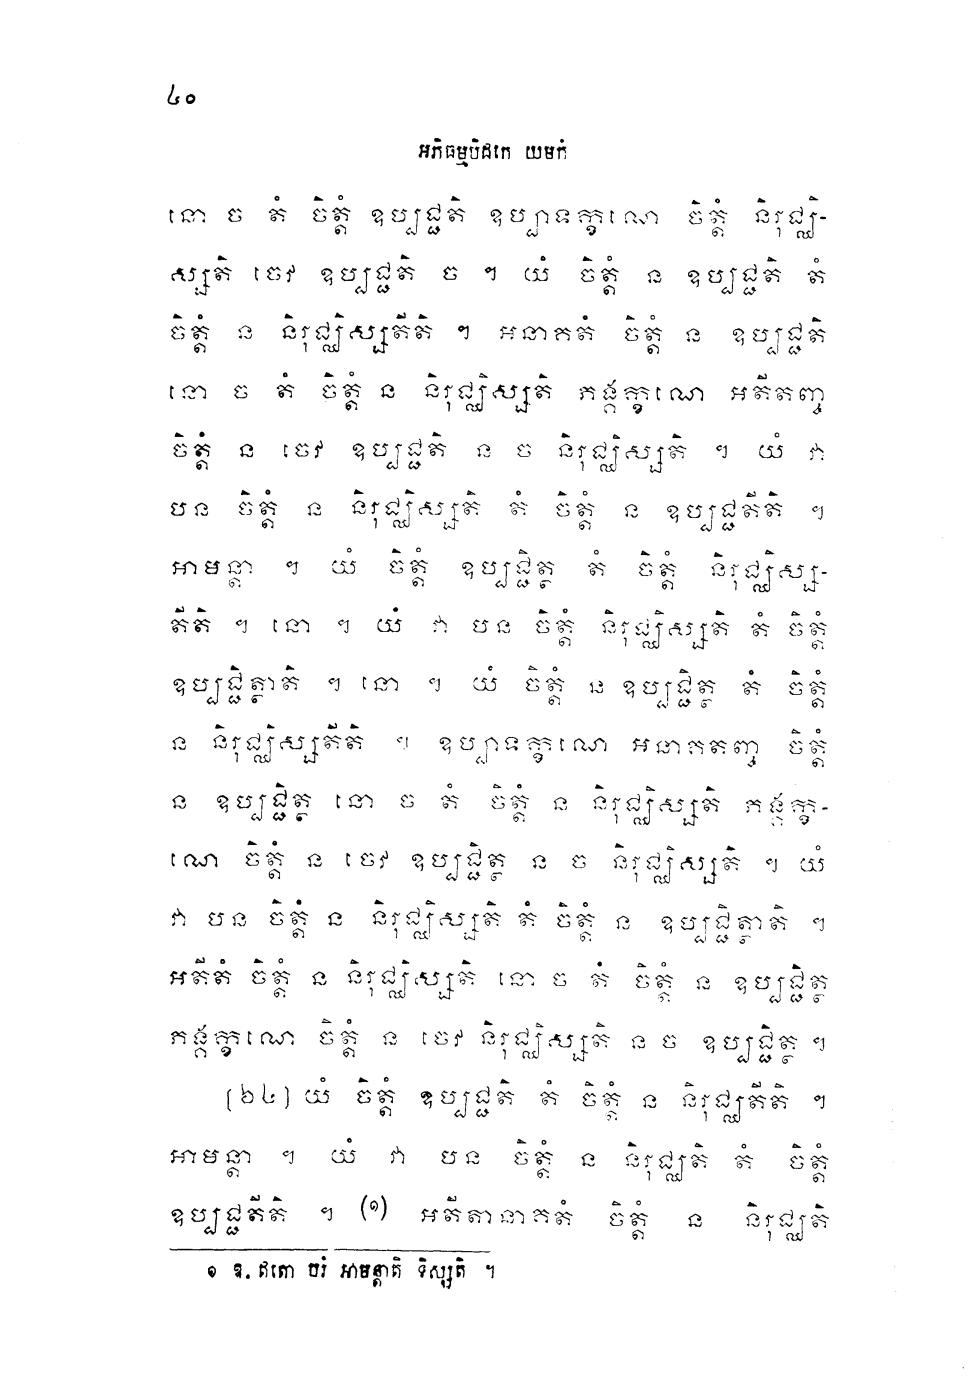 ៤០
អភិធម្មបិដកេ យមកំ
នោ ច តំ ចិត្តំ ឧប្បជ្ជតិ ឧប្បាទក្ខណេ ចិត្តំ និរុជ្ឈិ-
ស្សតិ ចេវ ឧប្បជ្ជតិ ច ។ យំ ចិត្តំ ន ឧប្បជ្ជតិ តំ
ចិត្តំ ន និរុជ្ឈិស្សតីតិ ។ អនាគតំ ចិត្តំ ន ឧប្បជ្ជតិ
នោ ច តំ ចិត្តំ ន និរុជ្ឈិស្សតិ ភង្គក្ខណេ អតីតញ្ច
ចិត្តំ ន ចេវ ឧប្បជ្ជតិ ន ច និរុជ្ឈិស្សតិ ។ យំ វា
បន ចិត្តំ ន និរុជ្ឈិស្សតិ តំ ចិត្តំ ន ឧប្បជ្ជតីតិ ។
អាមន្តា ។ យំ ចិត្តំ ឧប្បជ្ជិត្ថ តំ ចិត្តំ និរុជ្ឈិស្ស-
តីតិ ។ នោ ។ យំ វា បន ចិត្តំ និរុជ្ឈិស្សតិ តំ ចិត្តំ
ឧប្បជ្ជិត្ថាតិ ។ នោ ។ យំ ចិត្តំ ន ឧប្បជ្ជិត្ថ តំ ចិត្តំ
ន និរុជ្ឈិស្សតីតិ ។ ឧប្បាទក្ខណេ អនាគតញ្ច ចិត្តំ
ន ឧប្បជ្ជិត្ថ នោ ច តំ ចិត្តំ ន និរុជ្ឈិស្សតិ ភង្គក្ខ-
ណេ ចិត្តំ ន ចេវ ឧប្បជ្ជិត្ថ ន ច និរុជ្ឈិស្សតិ ។ យំ
វា បន ចិត្តំ ន និរុជ្ឈិស្សតិ តំ ចិត្តំ ន ឧប្បជ្ជិត្ថាតិ ។
អតីតំ ចិត្តំ ន និរុជ្ឈិស្សតិ នោ ច តំ ចិត្តំ ន ឧប្បជ្ជិត្ថ
ភង្គក្ខណេ ចិត្តំ ន ចេវ និរុជ្ឈិស្សតិ ន ច ឧប្បជ្ជិត្ថ ។
[៦៤] យំ ចិត្តំ ឧប្បជ្ជតិ តំ ចិត្តំ ន និរុជ្ឈតីតិ ។
អាមន្តា ។ យំ វា បន ចិត្តំ ន និរុជ្ឈតិ តំ ចិត្តំ
ឧប្បជ្ជតីតិ ។ (១) អតីតានាគតំ ចិត្តំ ន និរុជ្ឈតិ
១ ឧ. ឥតោ បរំ អាមន្តាតិ ទិស្សតិ ។